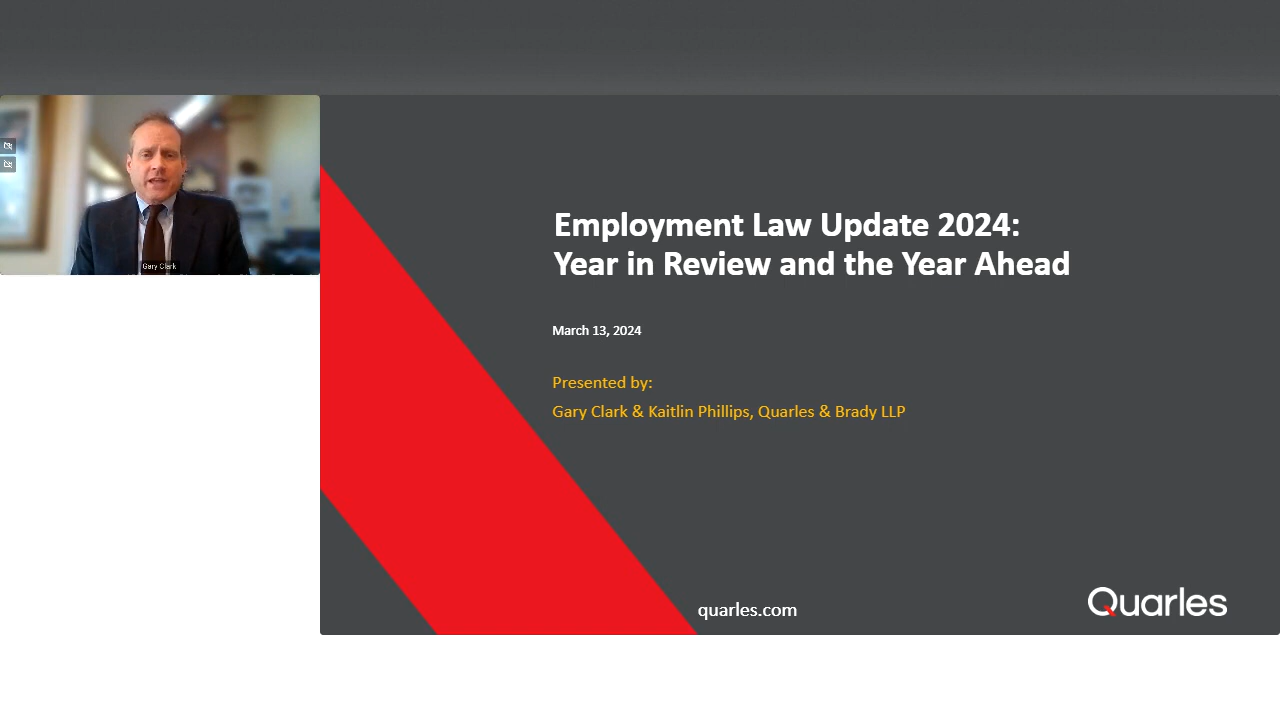 Gary Clark
Employment Law Update 2024:
Year in Review and the Year Ahead
March 13, 2024
Presented by:
Gary Clark & Kaitlin Phillips, Quarles & Brady LLP
quarles.com
Quarles